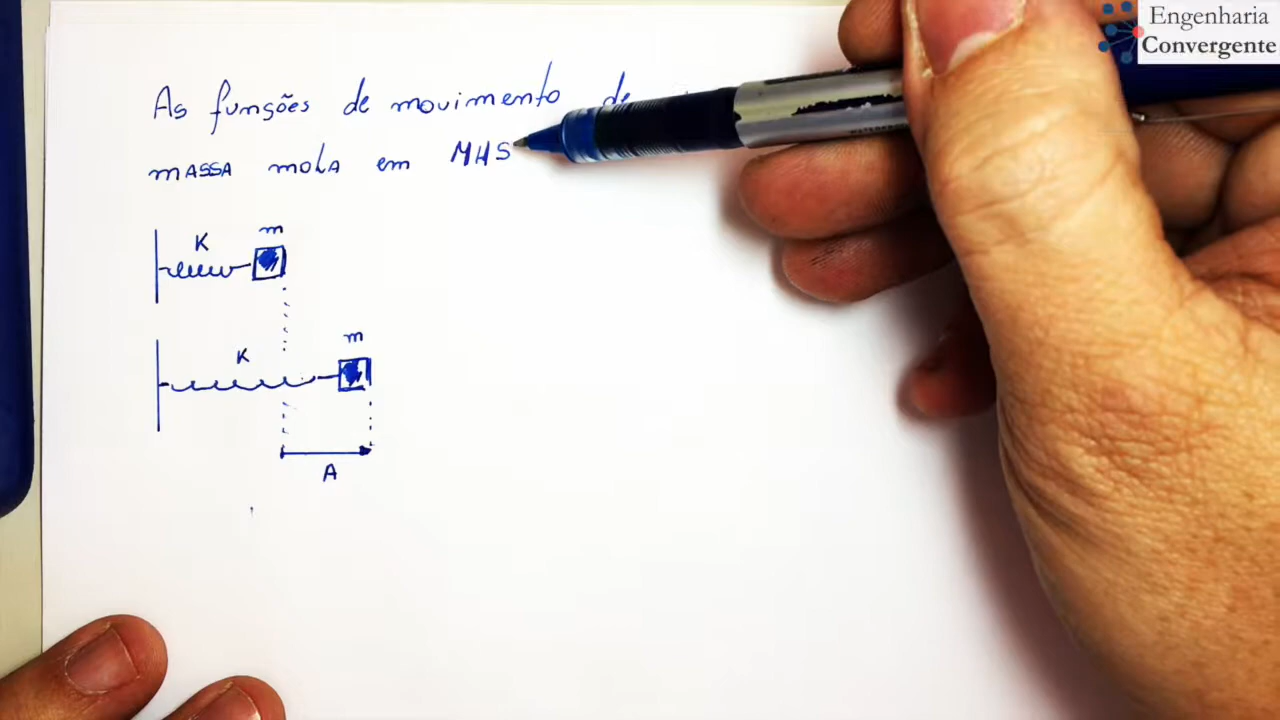 Engenharia
Convergente
As funções de movimento de
massa mola em MHS
K
m
K
m
A